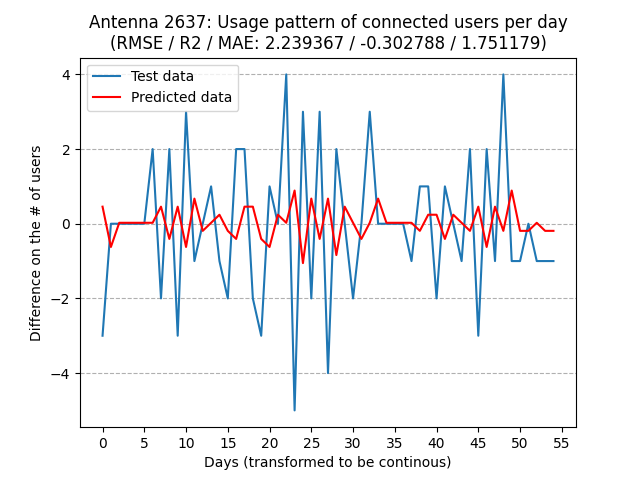 Antenna 2637: Usage pattern of connected users per day
(RMSE / R2 / MAE: 2.239367 / -0.302788 / 1.751179)
Test data
Predicted data
4
2
0
−2
−4
Difference on the # of users
0 5 10 15 20 25 30 35 40 45 50 55
Days (transformed to be continous)